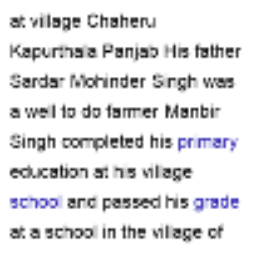 at village Chaheru
Kapurthala Panjab His father
Sardar Mohinder Singh was
a well to do farmer Manbir
Singh completed his primary
education at his village
school and passed his grade
at a school in the village of